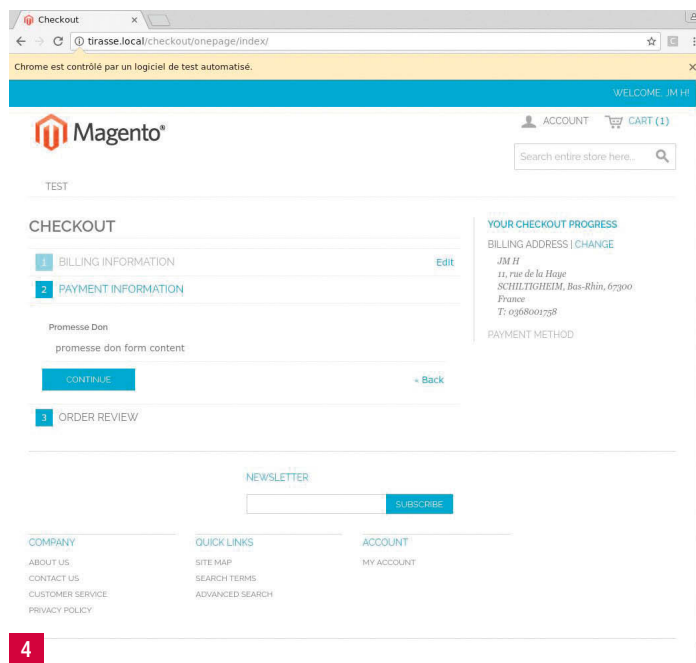 Checkout
tirasse.local/checkout/onepage/index/
Chrome est contrôlé par un logiciel de test automatisé.
WELCOME, JM H!
Magento®
ACCOUNT CART (1)
Search entire store here...
TEST
CHECKOUT
1 BILLING INFORMATION Edit
2 PAYMENT INFORMATION
Promesse Don
promesse don form content
CONTINUE « Back
3 ORDER REVIEW
YOUR CHECKOUT PROGRESS
BILLING ADDRESS | CHANGE
JM H
11, rue de la Haye
SCHILTIGHEIM, Bas-Rhin, 67300
France
T: 0368001758
PAYMENT METHOD
NEWSLETTER
SUBSCRIBE
COMPANY
ABOUT US
CONTACT US
CUSTOMER SERVICE
PRIVACY POLICY
QUICK LINKS
SITE MAP
SEARCH TERMS
ADVANCED SEARCH
ACCOUNT
MY ACCOUNT
4